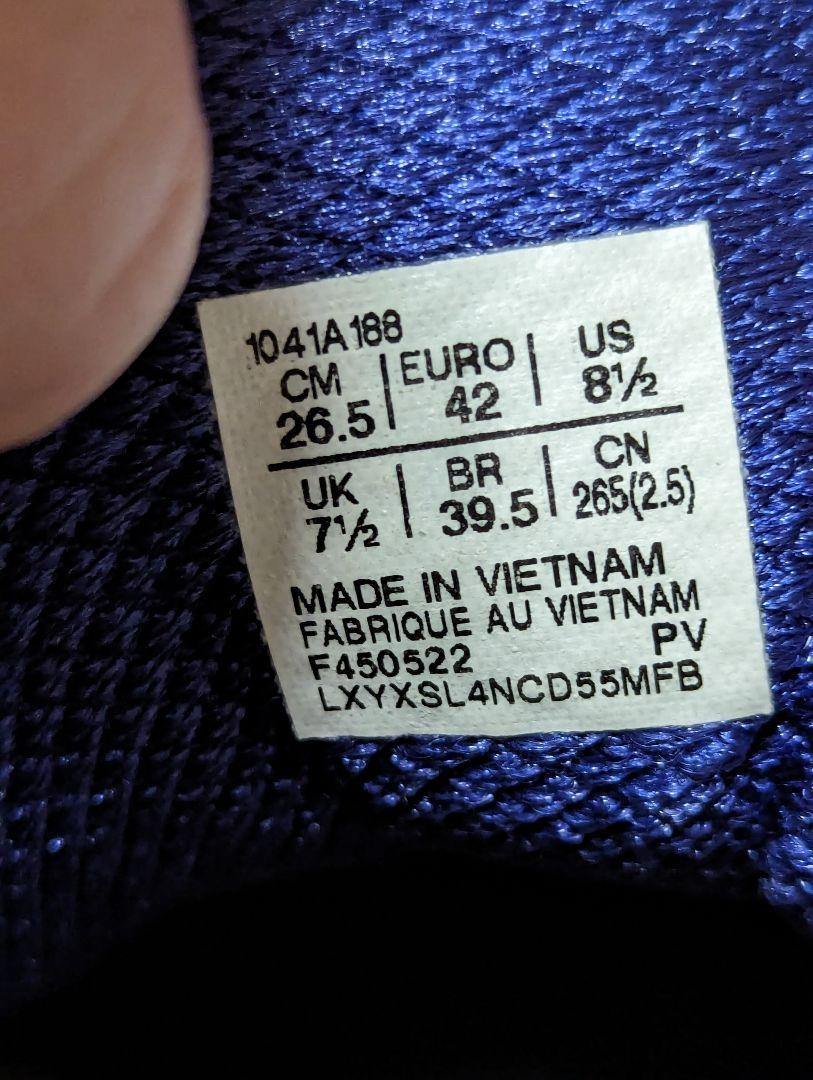 1041A188
CM | EURO | US
26.5 | 42 | 8½
UK | BR | CN
7½ | 39.5 | 265(2.5)
MADE IN VIETNAM
FABRIQUE AU VIETNAM
F450522 PV
LXYXSL4NCD55MFB